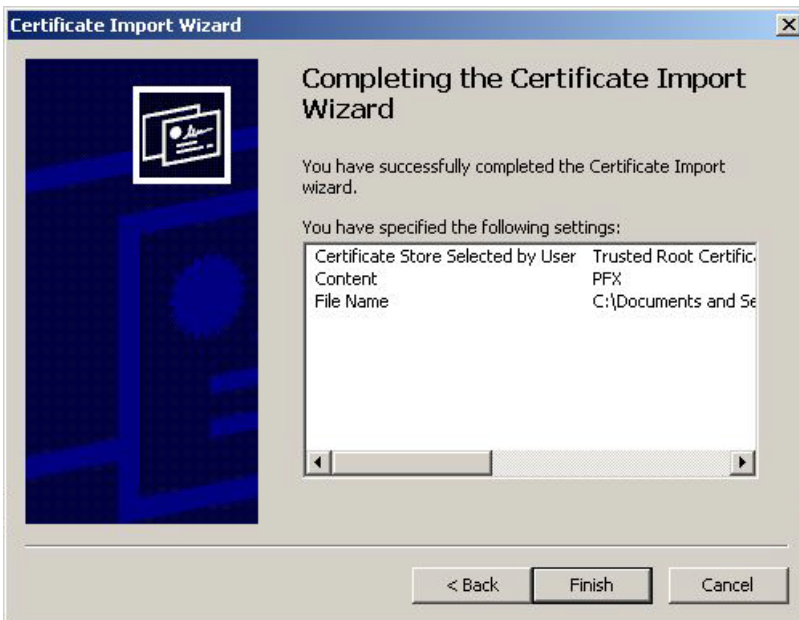 Certificate Import Wizard
Completing the Certificate Import
Wizard
You have successfully completed the Certificate Import
wizard.
You have specified the following settings:
Certificate Store Selected by User Trusted Root Certific
Content PFX
File Name C:\Documents and Se
< Back Finish Cancel